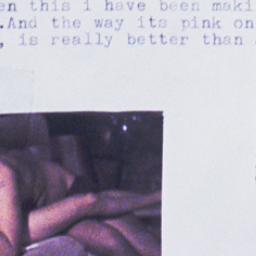 en this i have been maki
.And the way its pink on
, is really better than